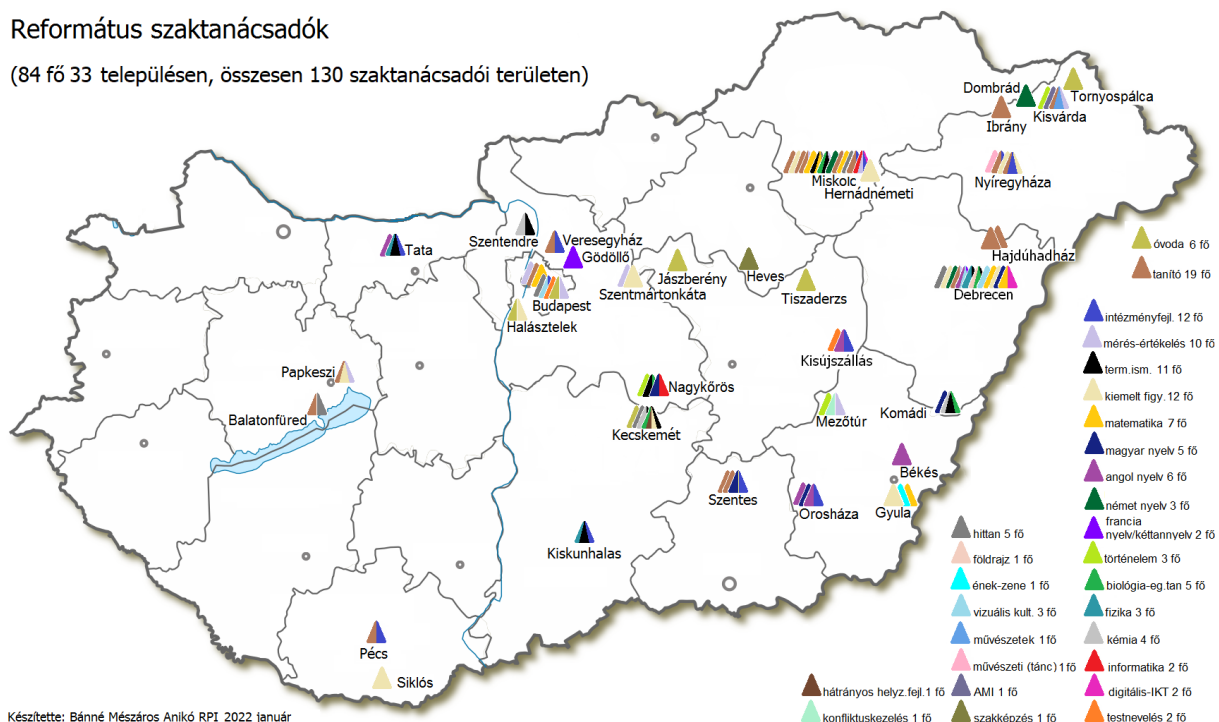 Református szaktanácsadók
(84 fő 33 településen, összesen 130 szaktanácsadói területen)
Dombrád
Tornyospálca
Ibrány
Kisvárda
Miskolc
Hernádnémeti
Nyíregyháza
Szentendre
Veresegyház
Tata
Gödöllő
Hajdúhadház
óvoda 6 fő
tanító 19 fő
Jászberény
Heves
Szentmártonkáta
Tiszaderzs
Debrecen
Budapest
Halásztelek
intézményfejl. 12 fő
mérés-értékelés 10 fő
Kisújszállás
term.ism. 11 fő
Papkeszi
Nagykőrös
kiemelt figy. 12 fő
Balatonfüred
Kecskemét
Mezőtúr
Komádi
matematika 7 fő
magyar nyelv 5 fő
Békés
angol nyelv 6 fő
Szentes
Orosháza
Gyula
német nyelv 3 fő
Kiskunhalas
hittan 5 fő
francia
nyelv/kéttannyelv 2 fő
földrajz 1 fő
történelem 3 fő
ének-zene 1 fő
biológia-eg.tan 5 fő
vizuális kult. 3 fő
fizika 3 fő
művészetek 1 fő
kémia 4 fő
Pécs
művészeti (tánc) 1 fő
informatika 2 fő
Siklós
hátrányos helyz.fejl.1 fő
AMI 1 fő
digitális-IKT 2 fő
konfliktuskezelés 1 fő
szakképzés 1 fő
testnevelés 2 fő
Készítette: Bánné Mészáros Anikó RPI 2022 január